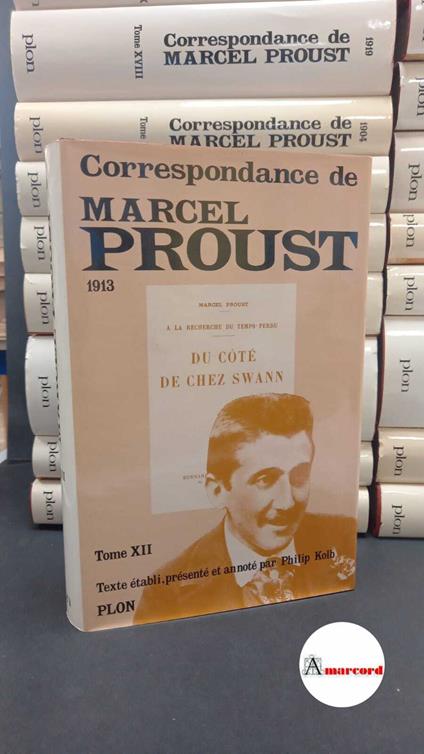 plon
Tome XVIII
Correspondance de
MARCEL PROUST
1919
plon
Tome
Correspondance de
MARCEL PROUST
1904
plon
plon
plon
plon
plon
plon
plon
plon
plon
plon
plon
plon
plon
Correspondance de
MARCEL
PROUST
1913
MARCEL PROUST
A LA RECHERCHE DU TEMPS PERDU
DU CÔTÉ
DE CHEZ SWANN
Tome XII
Texte établi, présenté et annoté par Philip Kolb
PLON
Amarcord